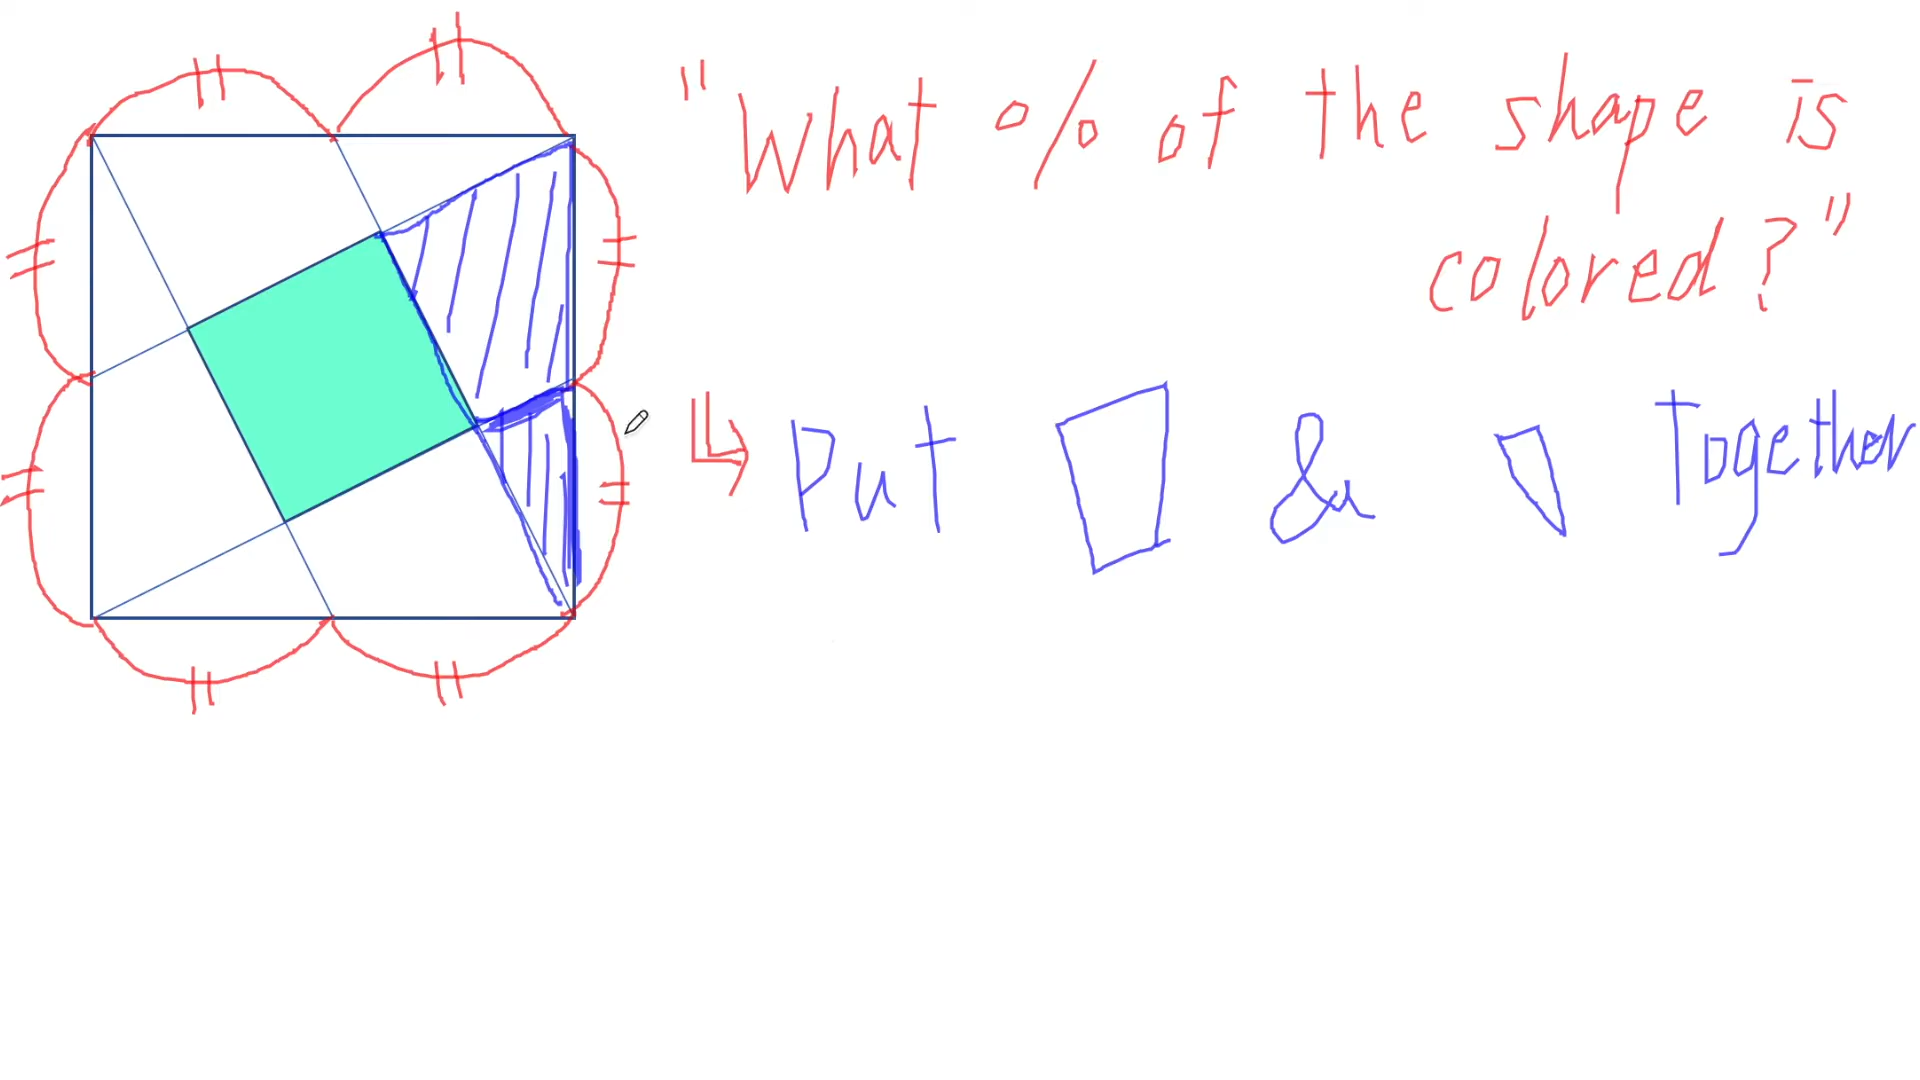 "What % of the shape is
colored?"
Put & Together